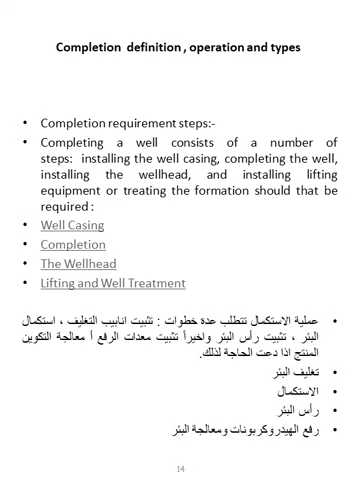 Completion definition , operation and types
• Completion requirement steps:-
• Completing a well consists of a number of
steps: installing the well casing, completing the well,
installing the wellhead, and installing lifting
equipment or treating the formation should that be
required :
• Well Casing
• Completion
• The Wellhead
• Lifting and Well Treatment
• عملية الاستكمال تتطلب عدة خطوات : تثبيت انابيب التغليف ، استكمال
البئر ، تثبيت رأس البئر واخيراً تثبيت معدات الرفع أ معالجة التكوين
المنتج اذا دعت الحاجة لذلك.
• تغليف البئر
• الاستكمال
• رأس البئر
• رفع الهيدروكربونات ومعالجة البئر
14